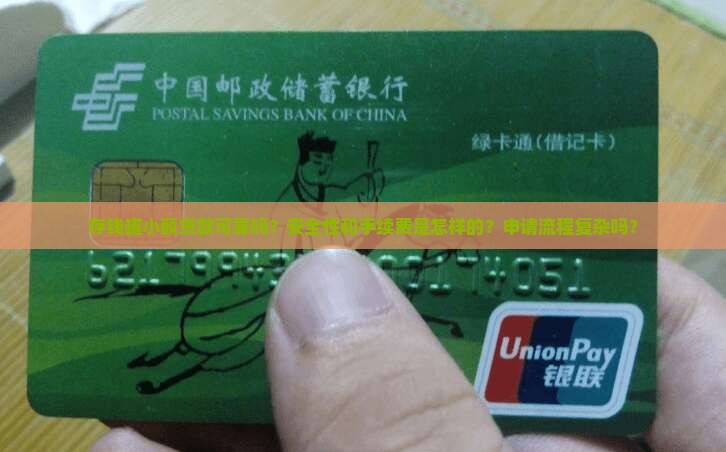 中国邮政储蓄银行
POSTAL SAVINGS BANK OF CHINA
绿卡通(借记卡)
存钱罐小额贷款可靠吗？安全性和手续费是怎样的？申请流程复杂吗？
UnionPay
银联